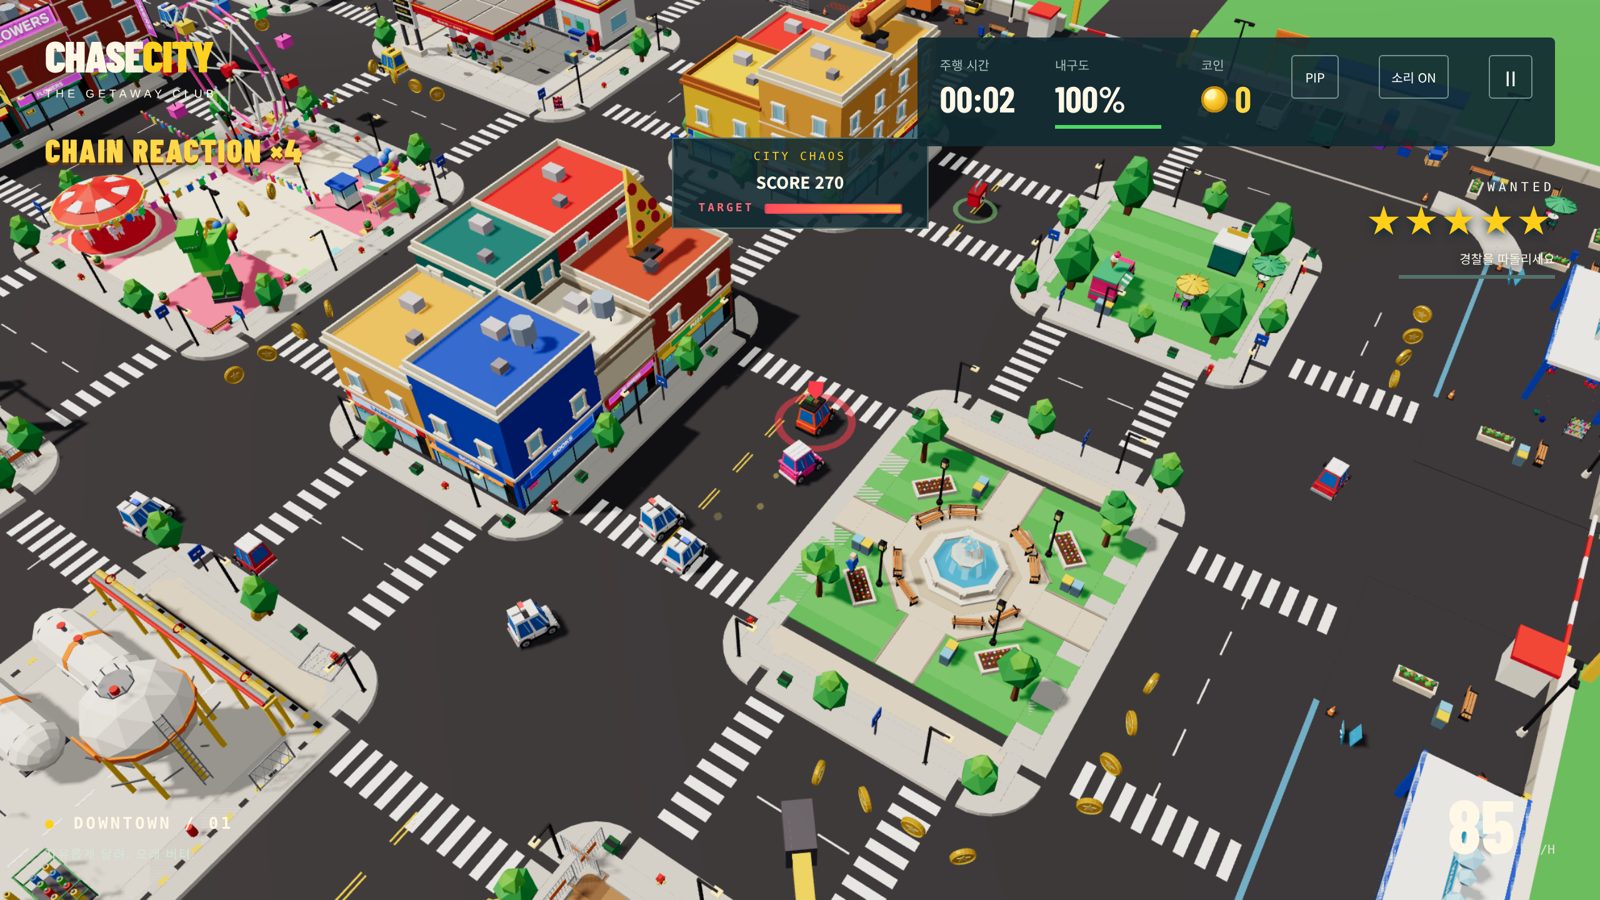 CHASECITY
THE GETAWAY CLUB
CHAIN REACTION ×4
주행 시간
00:02
내구도
100%
코인
0
PIP
소리 ON
CITY CHAOS
SCORE 270
TARGET
WANTED
경찰을 따돌리세요
BOOKS
DOWNTOWN / 01
85
/H